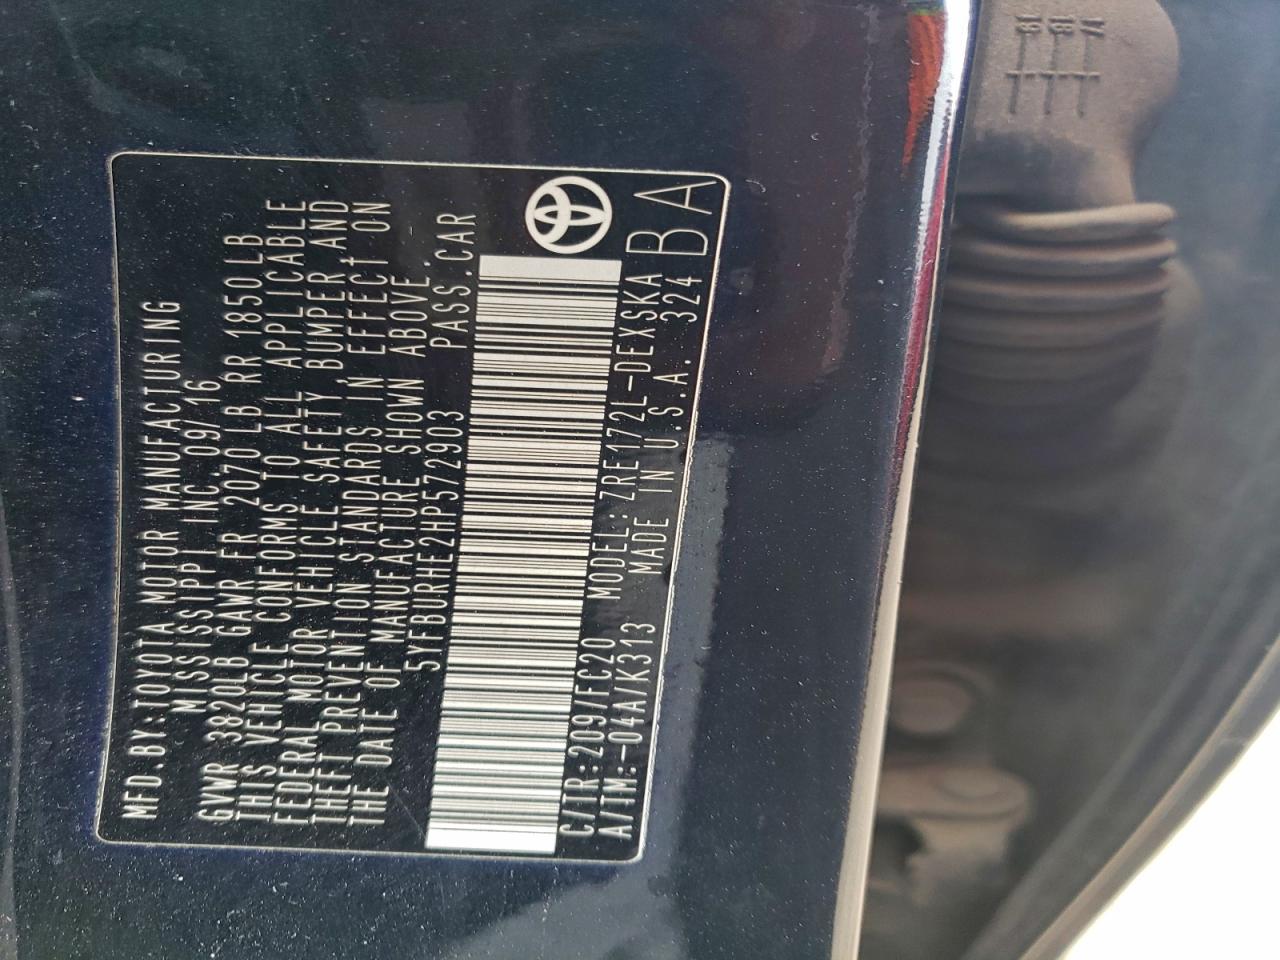 MFD.BY:TOYOTA MOTOR MANUFACTURING
MISSISSIPPI INC 09/16
GVWR 3820LB GAWR FR 2070 LB RR 1850LB
THIS VEHICLE CONFORMS TO ALL APPLICABLE
FEDERAL MOTOR VEHICLE SAFETY, BUMPER, AND
THEFT PREVENTION STANDARDS IN EFFECT ON
THE DATE OF MANUFACTURE SHOWN ABOVE.
5YFBURHE2HP572903 PASS.CAR
C/TR:209/FC20 MODEL:ZRE172L-DEXSKA B
A/TM:-04A/K313 MADE IN U.S.A. 324 BA